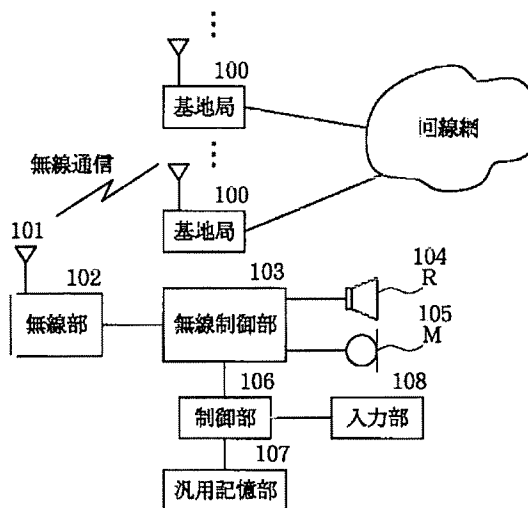 100
基地局
回線網
無線通信
100
基地局
101
102
無線部
103
無線制御部
104
R
105
M
106
制御部
108
入力部
107
汎用記憶部